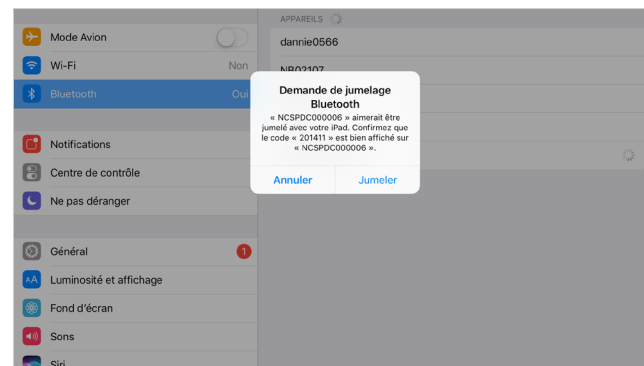 APPAREILS
Mode Avion
dannie0566
Wi-Fi
Non
NB02107
Bluetooth
Oui
Demande de jumelage
Bluetooth
« NCSPDC000006 » aimerait être
jumelé avec votre iPad. Confirmez que
le code « 201411 » est bien affiché sur
« NCSPDC000006 ».
Annuler
Jumeler
Notifications
Centre de contrôle
Ne pas déranger
Général
1
AA
Luminosité et affichage
Fond d'écran
Sons
Siri